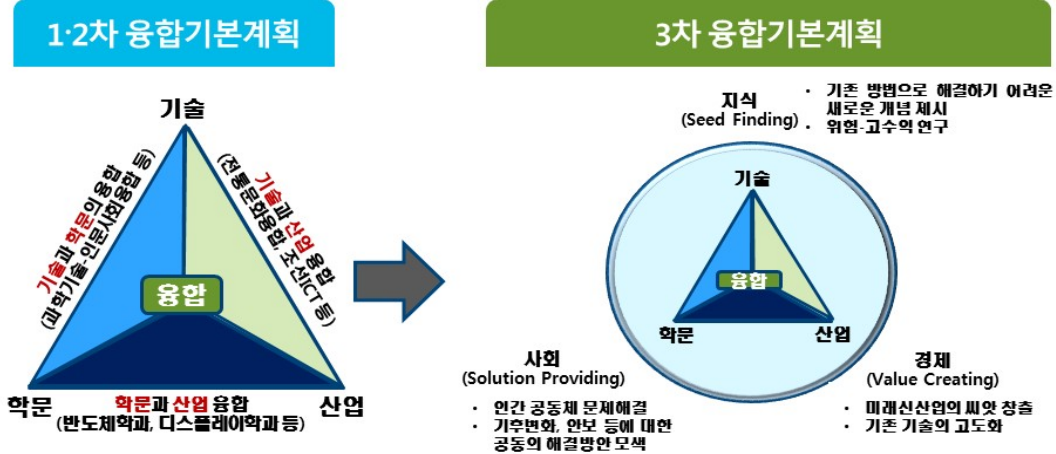 1·2차 융합기본계획
기술
기술과 학문의 융합
(과학기술-인문사회융합 등)
기술과 산업 융합
(전통문화융합, 조선ICT 등)
융합
학문
산업
학문과 산업 융합
(반도체학과, 디스플레이학과 등)
3차 융합기본계획
지식
(Seed Finding)
• 기존 방법으로 해결하기 어려운
새로운 개념 제시
• 위험-고수익 연구
기술
융합
학문
산업
사회
(Solution Providing)
• 인간 공동체 문제해결
• 기후변화, 안보 등에 대한
공동의 해결방안 모색
경제
(Value Creating)
• 미래신산업의 씨앗 창출
• 기존 기술의 고도화